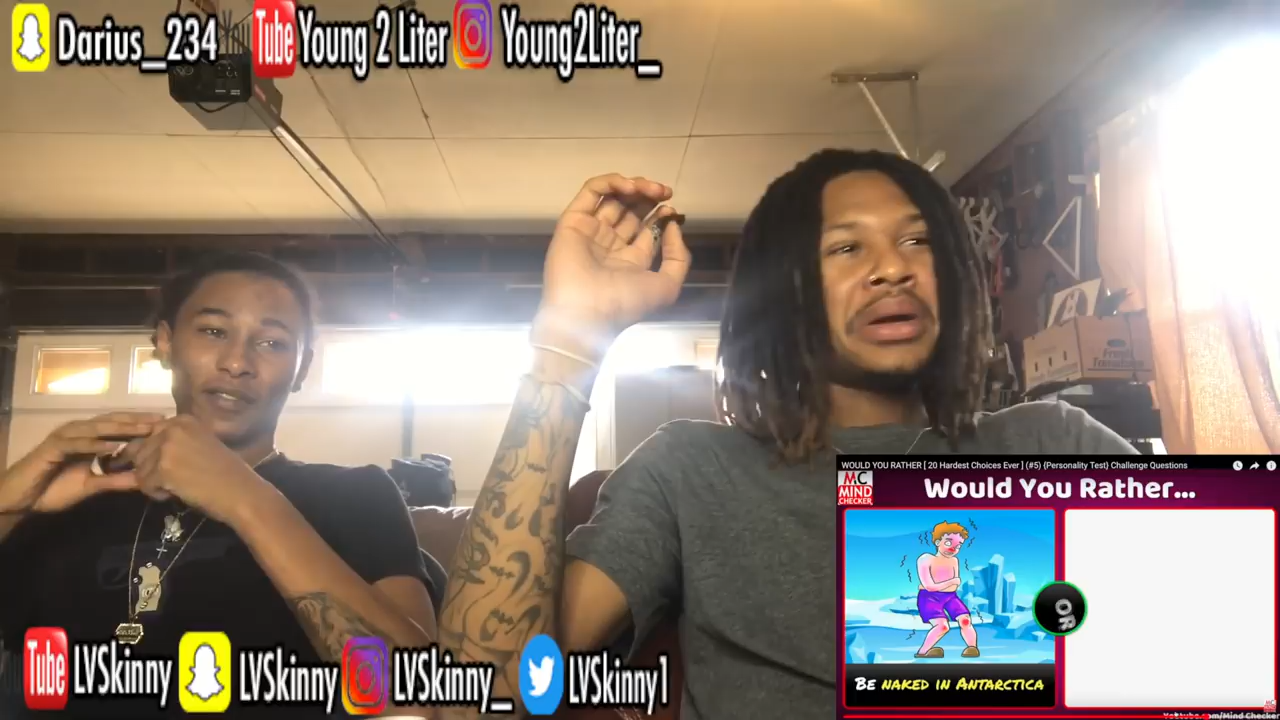 Darius_234 Tube Young 2 Liter Young2Liter_
WOULD YOU RATHER [ 20 Hardest Choices Ever ] (#5) {Personality Test} Challenge Questions
MC
MIND
CHECKER
Would You Rather...
OR
BE NAKED IN ANTARCTICA
Tube LVSkinny LVSkinny LVSkinny_ LVSkinny1